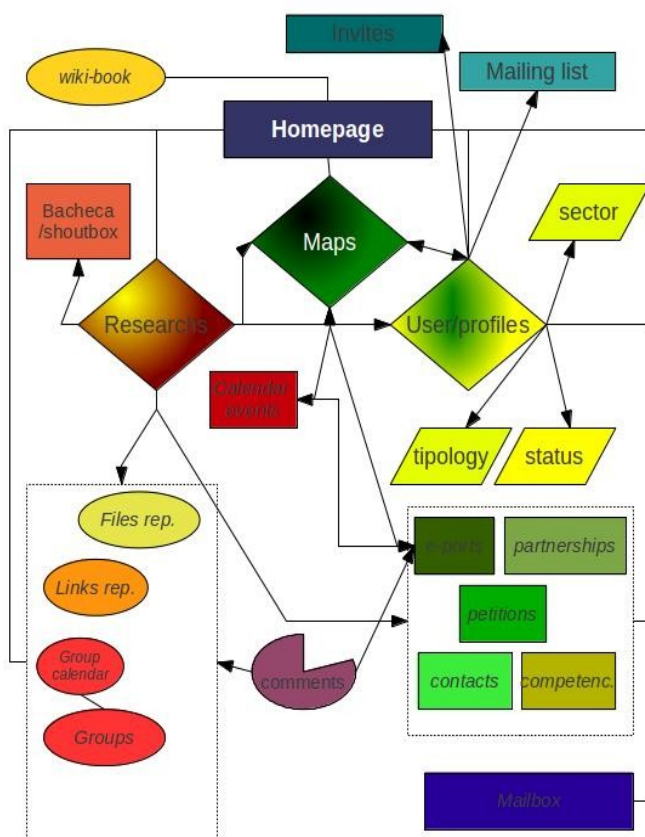 Invites
wiki-book
Mailing list
Homepage
Bacheca
/shoutbox
sector
Maps
Researchs
User/profiles
Calendar
events
tipology
status
Files rep.
e-ports
partnerships
Links rep.
petitions
Group
calendar
comments
contacts
competenc.
Groups
Mailbox